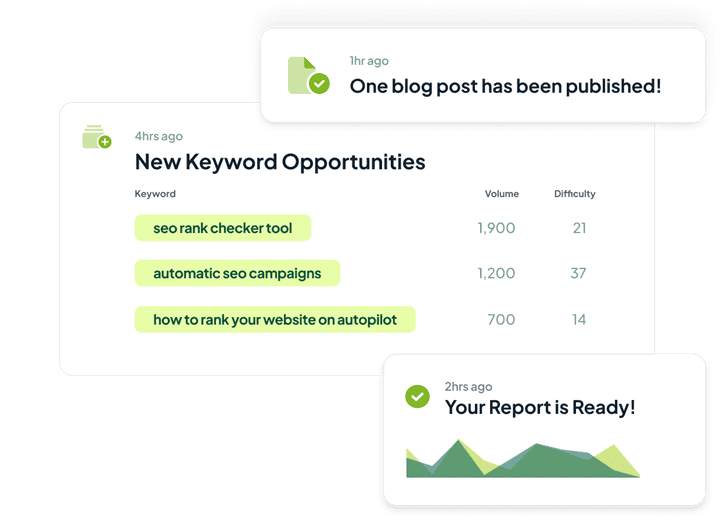 1hr ago
One blog post has been published!
4hrs ago
New Keyword Opportunities
Keyword Volume Difficulty
seo rank checker tool 1,900 21
automatic seo campaigns 1,200 37
how to rank your website on autopilot 700 14
2hrs ago
Your Report is Ready!